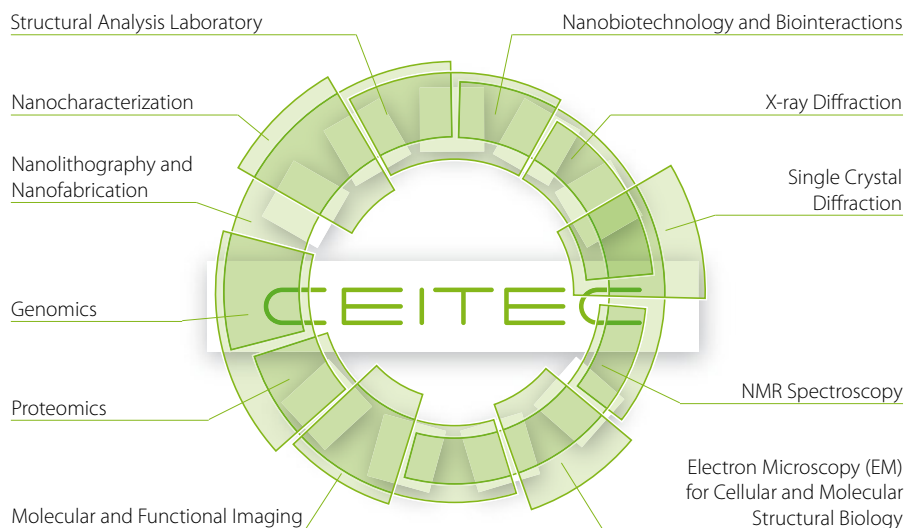 Structural Analysis Laboratory
Nanobiotechnology and Biointeractions
Nanocharacterization
X-ray Diffraction
Nanolithography and
Nanofabrication
Single Crystal
Diffraction
Genomics
CEITEC
Proteomics
NMR Spectroscopy
Molecular and Functional Imaging
Electron Microscopy (EM)
for Cellular and Molecular
Structural Biology